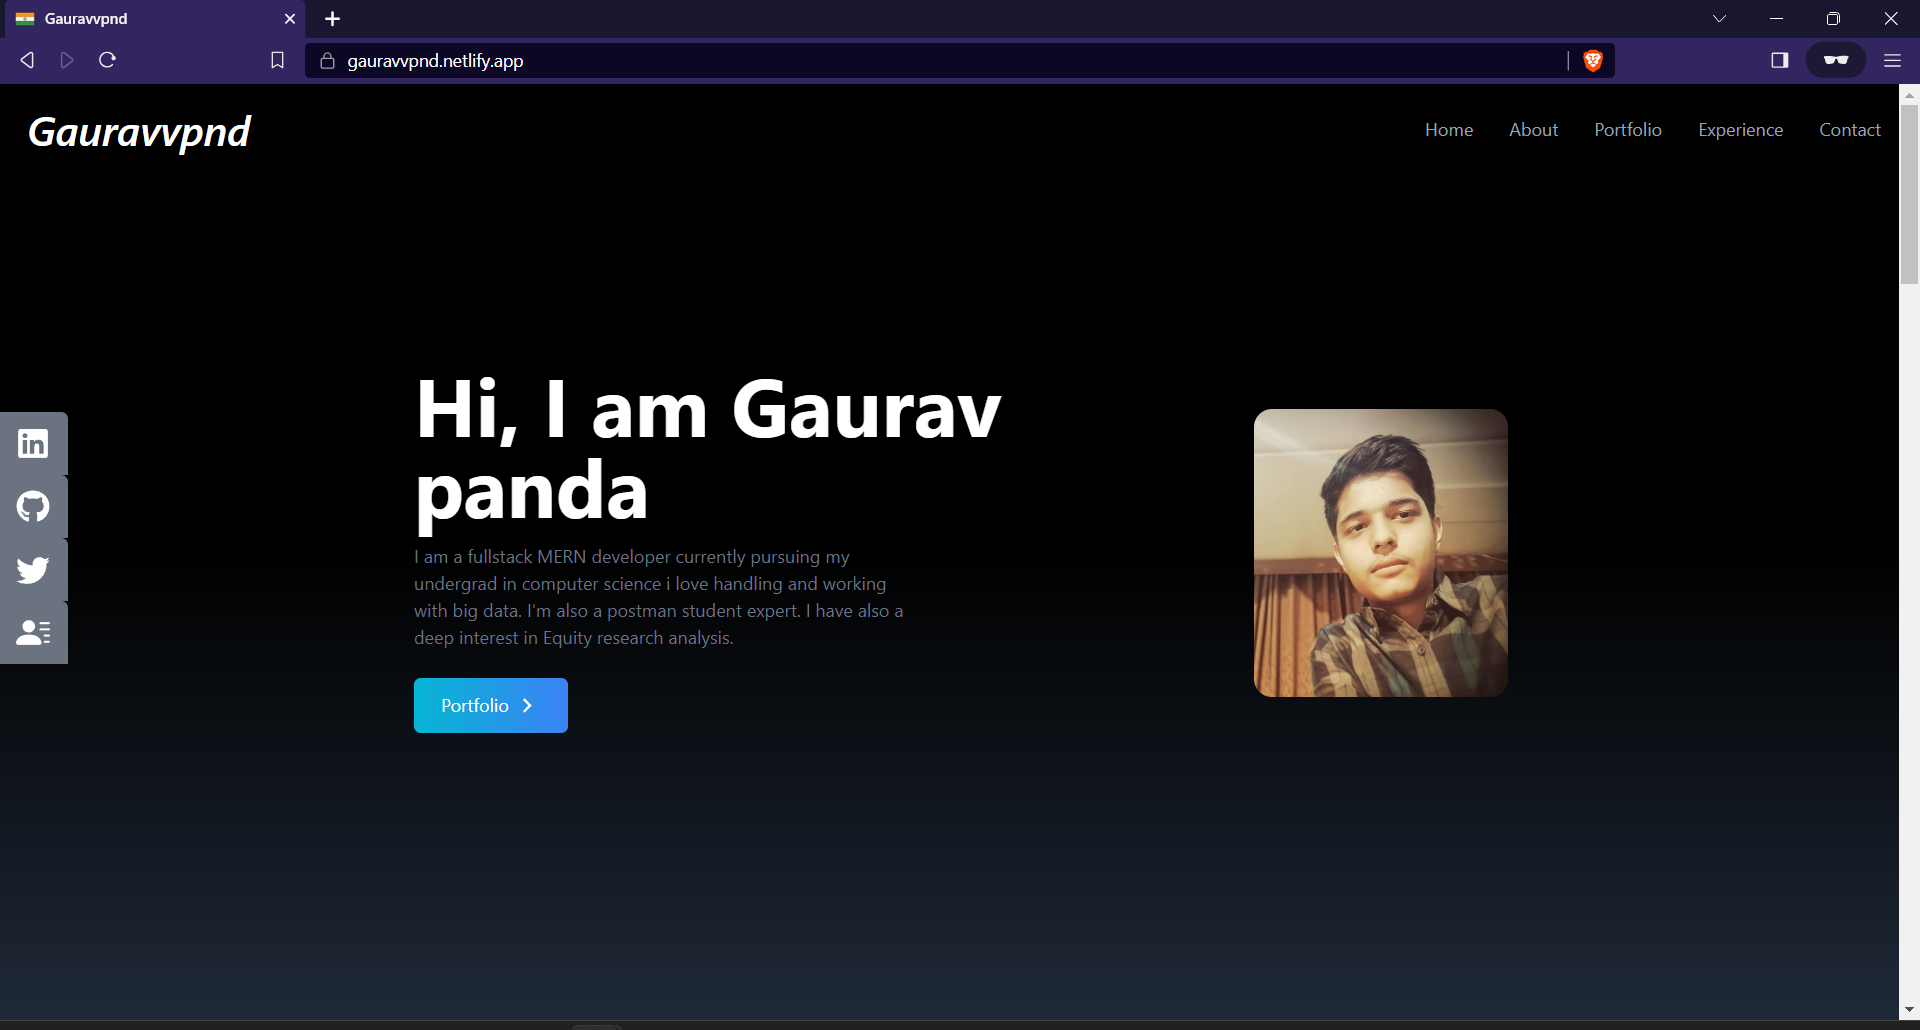 Gauravvpnd
gauravvpnd.netlify.app
Gauravvpnd
Home About Portfolio Experience Contact
Hi, I am Gaurav
panda
in
I am a fullstack MERN developer currently pursuing my
undergrad in computer science i love handling and working
with big data. I'm also a postman student expert. I have also a
deep interest in Equity research analysis.
Portfolio